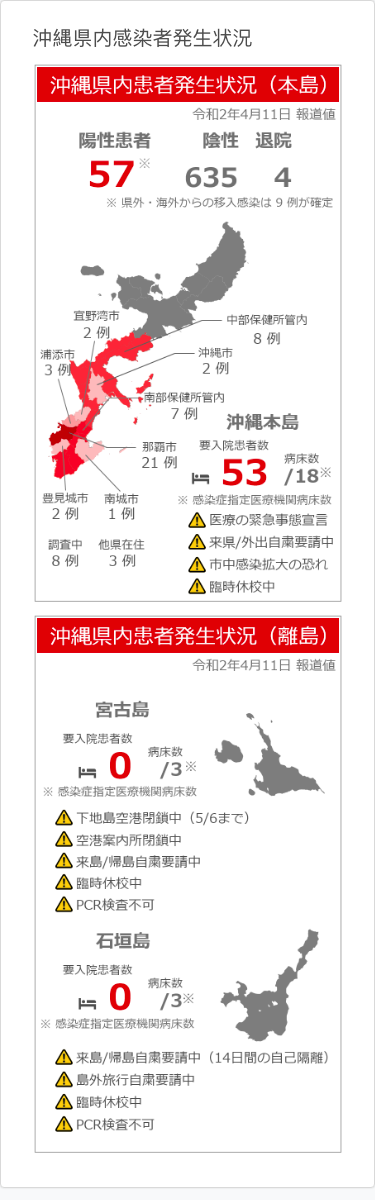 沖縄県内感染者発生状況
沖縄県内患者発生状況（本島）
令和2年4月11日 報道値
陽性患者 陰性 退院
57※ 635 4
※ 県外・海外からの移入感染は 9 例が確定
宜野湾市
2 例
中部保健所管内
8 例
浦添市
3 例
沖縄市
2 例
南部保健所管内
7 例
那覇市
21 例
豊見城市
2 例
南城市
1 例
調査中
8 例
他県在住
3 例
沖縄本島
要入院患者数 病床数
53 /18※
※ 感染症指定医療機関病床数
医療の緊急事態宣言
来県/外出自粛要請中
市中感染拡大の恐れ
臨時休校中
沖縄県内患者発生状況（離島）
令和2年4月11日 報道値
宮古島
要入院患者数 病床数
0 /3※
※ 感染症指定医療機関病床数
下地島空港閉鎖中（5/6まで）
空港案内所閉鎖中
来島/帰島自粛要請中
臨時休校中
PCR検査不可
石垣島
要入院患者数 病床数
0 /3※
※ 感染症指定医療機関病床数
来島/帰島自粛要請中（14日間の自己隔離）
島外旅行自粛要請中
臨時休校中
PCR検査不可